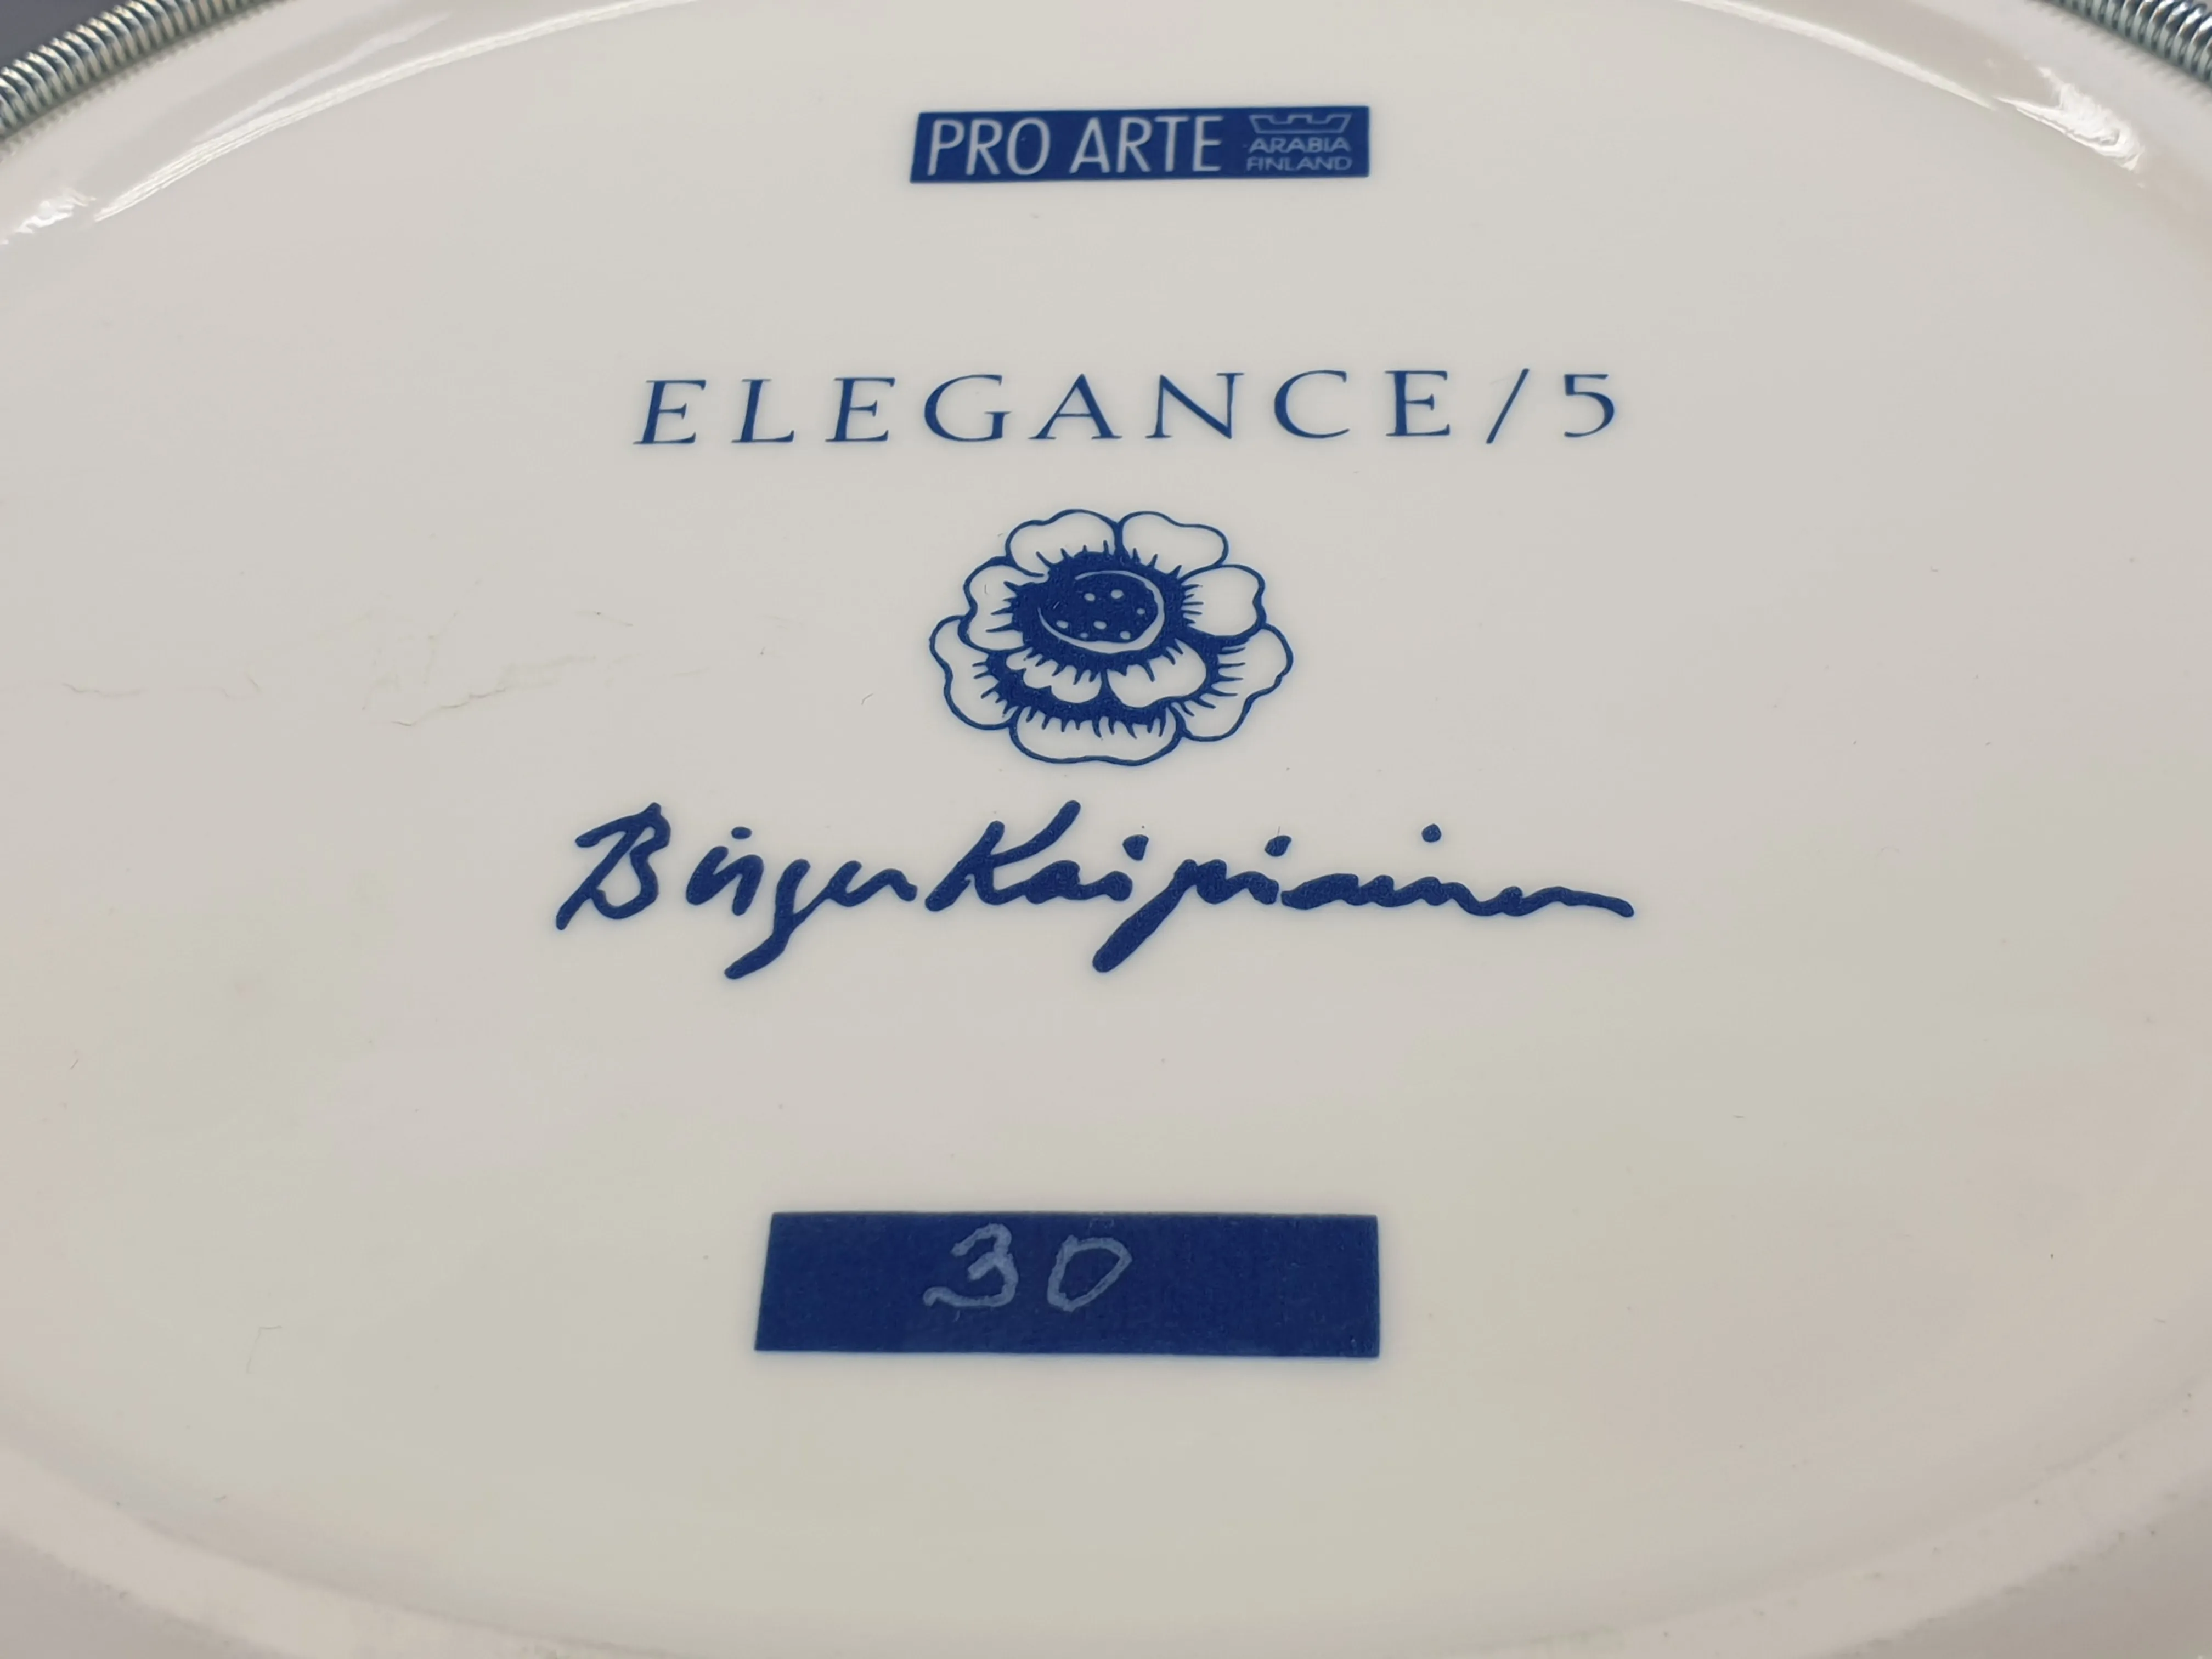 PRO ARTE ARABIA
FINLAND
ELEGANCE/5
Birger Kaipiainen
30